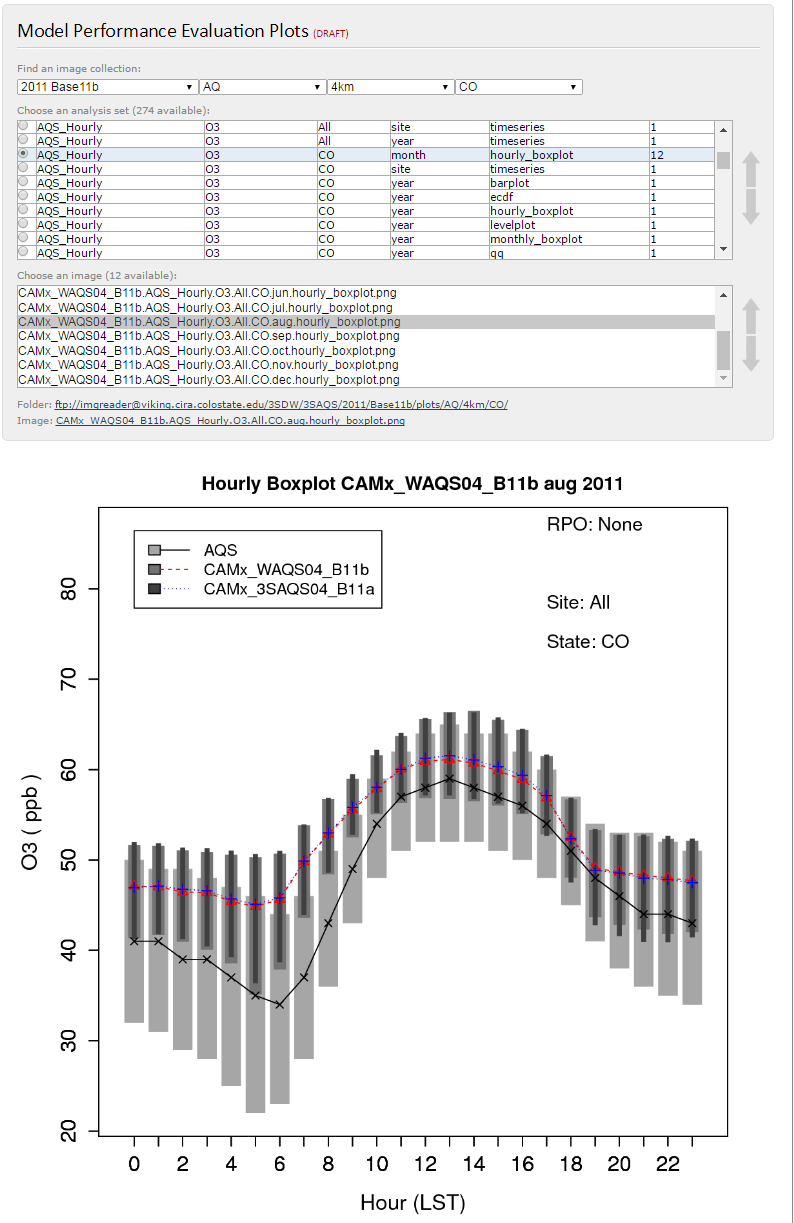 Model Performance Evaluation Plots (DRAFT)
Find an image collection:
2011 Base11b AQ 4km CO
Choose an analysis set (274 available):
AQS_Hourly O3 All site timeseries 1
AQS_Hourly O3 All year timeseries 1
AQS_Hourly O3 CO month hourly_boxplot 12
AQS_Hourly O3 CO site timeseries 1
AQS_Hourly O3 CO year barplot 1
AQS_Hourly O3 CO year ecdf 1
AQS_Hourly O3 CO year hourly_boxplot 1
AQS_Hourly O3 CO year levelplot 1
AQS_Hourly O3 CO year monthly_boxplot 1
AQS_Hourly O3 CO year qq 1
Choose an image (12 available):
CAMx_WAQS04_B11b.AQS_Hourly.O3.All.CO.jun.hourly_boxplot.png
CAMx_WAQS04_B11b.AQS_Hourly.O3.All.CO.jul.hourly_boxplot.png
CAMx_WAQS04_B11b.AQS_Hourly.O3.All.CO.aug.hourly_boxplot.png
CAMx_WAQS04_B11b.AQS_Hourly.O3.All.CO.sep.hourly_boxplot.png
CAMx_WAQS04_B11b.AQS_Hourly.O3.All.CO.oct.hourly_boxplot.png
CAMx_WAQS04_B11b.AQS_Hourly.O3.All.CO.nov.hourly_boxplot.png
CAMx_WAQS04_B11b.AQS_Hourly.O3.All.CO.dec.hourly_boxplot.png
Folder: ftp://imgreader@viking.cira.colostate.edu/3SDW/3SAQS/2011/Base11b/plots/AQ/4km/CO/
Image: CAMx_WAQS04_B11b.AQS_Hourly.O3.All.CO.aug.hourly_boxplot.png
Hourly Boxplot CAMx_WAQS04_B11b aug 2011
RPO: None
AQS
CAMx_WAQS04_B11b
CAMx_3SAQS04_B11a
Site: All
State: CO
80
70
60
50
40
30
20
O3 ( ppb )
0 2 4 6 8 10 12 14 16 18 20 22
Hour (LST)